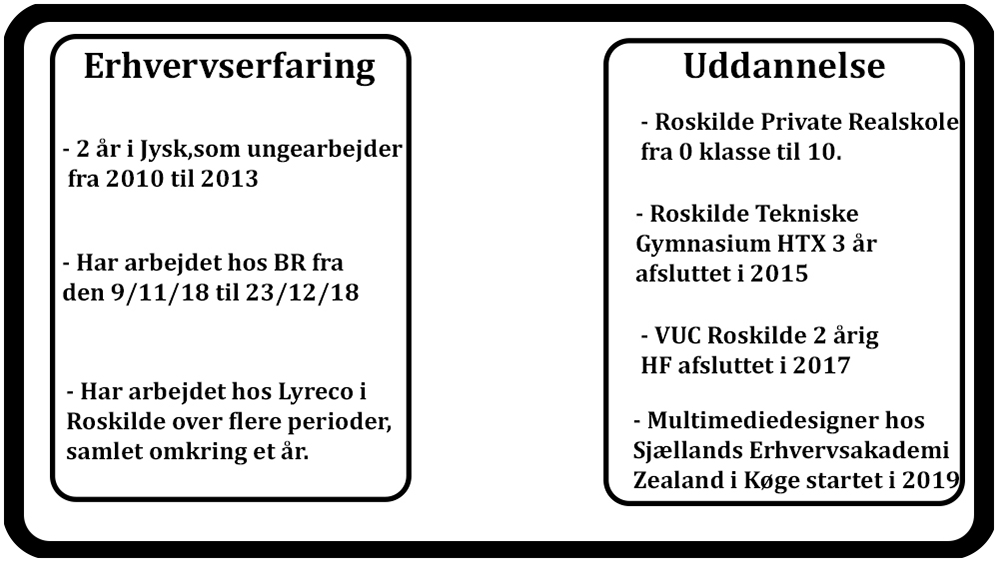 Erhvervserfaring
- 2 år i Jysk,som ungearbejder
fra 2010 til 2013
- Har arbejdet hos BR fra
den 9/11/18 til 23/12/18
- Har arbejdet hos Lyreco i
Roskilde over flere perioder,
samlet omkring et år.
Uddannelse
- Roskilde Private Realskole
fra 0 klasse til 10.
- Roskilde Tekniske
Gymnasium HTX 3 år
afsluttet i 2015
- VUC Roskilde 2 årig
HF afsluttet i 2017
- Multimediedesigner hos
Sjællands Erhvervsakademi
Zealand i Køge startet i 2019